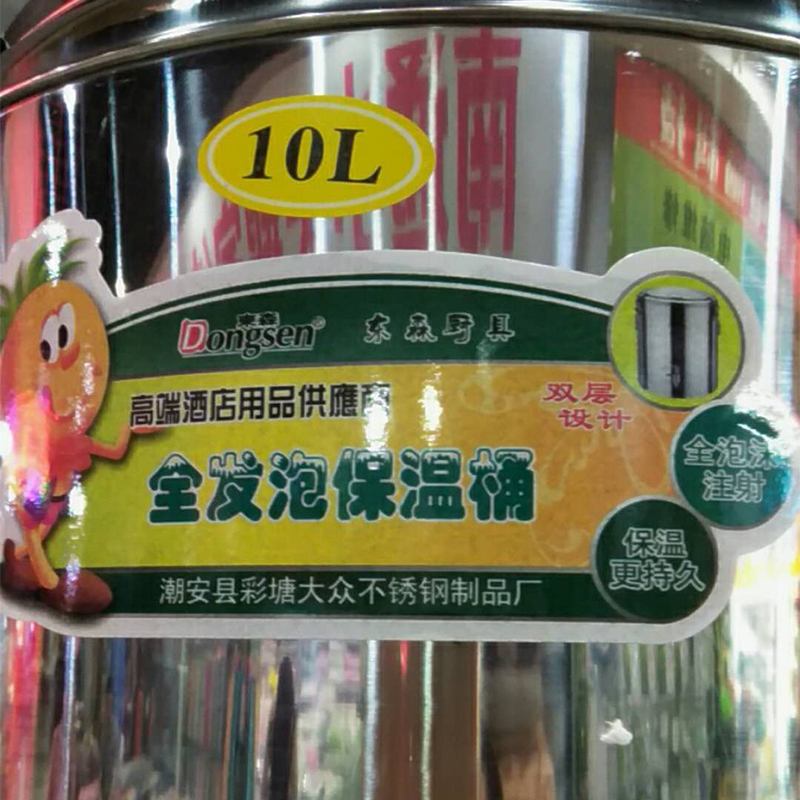 10L
東森
Dongsen®
东森厨具
高端酒店用品供應商
双层
设计
全发泡保温桶
全泡沫
注射
保温
更持久
潮安县彩塘大众不锈钢制品厂